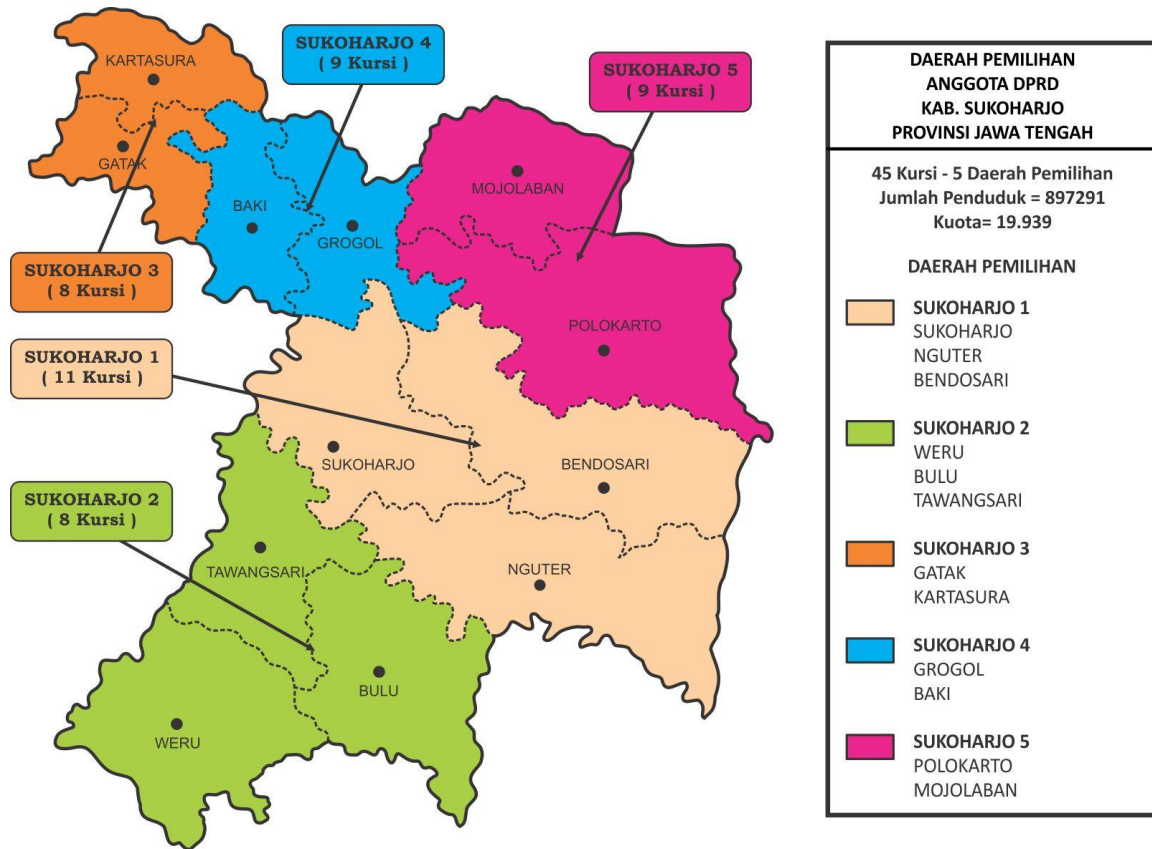 KARTASURA
GATAK
SUKOHARJO 4
( 9 Kursi )
SUKOHARJO 5
( 9 Kursi )
MOJOLABAN
BAKI
GROGOL
SUKOHARJO 3
( 8 Kursi )
POLOKARTO
SUKOHARJO 1
( 11 Kursi )
SUKOHARJO
BENDOSARI
SUKOHARJO 2
( 8 Kursi )
TAWANGSARI
NGUTER
BULU
WERU
DAERAH PEMILIHAN
ANGGOTA DPRD
KAB. SUKOHARJO
PROVINSI JAWA TENGAH
45 Kursi - 5 Daerah Pemilihan
Jumlah Penduduk = 897291
Kuota= 19.939
DAERAH PEMILIHAN
SUKOHARJO 1
SUKOHARJO
NGUTER
BENDOSARI
SUKOHARJO 2
WERU
BULU
TAWANGSARI
SUKOHARJO 3
GATAK
KARTASURA
SUKOHARJO 4
GROGOL
BAKI
SUKOHARJO 5
POLOKARTO
MOJOLABAN